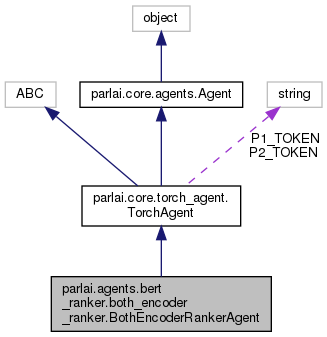 object
ABC
parlai.core.agents.Agent
string
P1_TOKEN
P2_TOKEN
parlai.core.torch_agent.
TorchAgent
parlai.agents.bert
_ranker.both_encoder
_ranker.BothEncoderRankerAgent